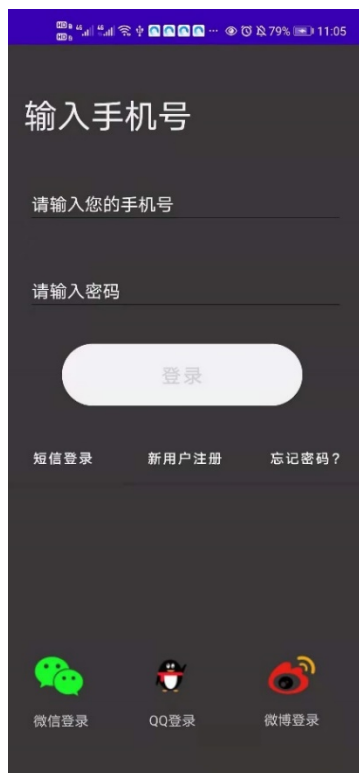 79% 11:05
输入手机号
请输入您的手机号
请输入密码
登录
短信登录 新用户注册 忘记密码？
微信登录 QQ登录 微博登录